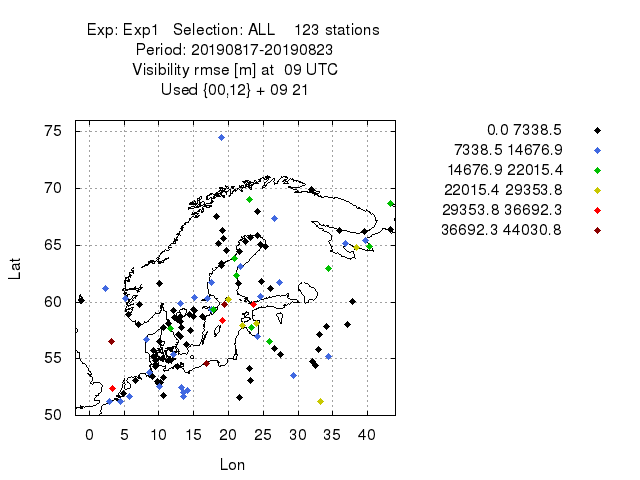 Exp: Exp1 Selection: ALL 123 stations
Period: 20190817-20190823
Visibility rmse [m] at 09 UTC
Used {00,12} + 09 21
0.0 7338.5
7338.5 14676.9
14676.9 22015.4
22015.4 29353.8
29353.8 36692.3
36692.3 44030.8
75
70
65
60
55
50
Lat
0 5 10 15 20 25 30 35 40
Lon